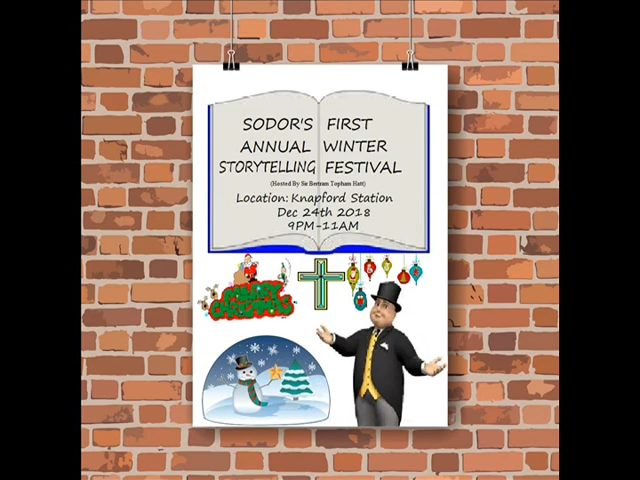 SODOR'S FIRST
ANNUAL WINTER
STORYTELLING FESTIVAL
(Hosted By Sir Bertram Topham Hatt)
Location: Knapford Station
Dec 24th 2018
9PM-11AM
MERRY
CHRISTMAS